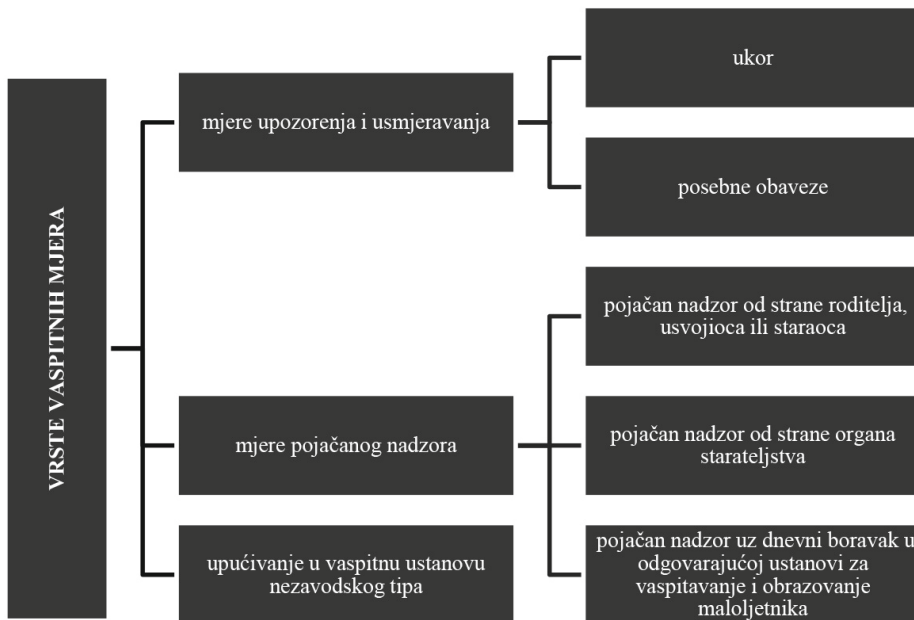 VRSTE VASPITNIH MJERA
mjere upozorenja i usmjeravanja
ukor
posebne obaveze
mjere pojačanog nadzora
pojačan nadzor od strane roditelja,
usvojioca ili staraoca
pojačan nadzor od strane organa
starateljstva
pojačan nadzor uz dnevni boravak u
odgovarajućoj ustanovi za
vaspitavanje i obrazovanje
maloljetnika
upućivanje u vaspitnu ustanovu
nezavodskog tipa